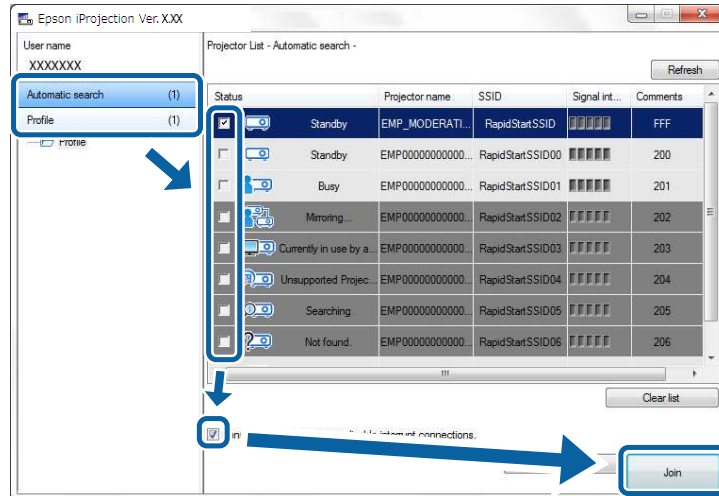 Epson iProjection Ver. X.XX
User name
XXXXXXX
Automatic search (1)
Profile (1)
Profile
Projector List - Automatic search -
Refresh
Status Projector name SSID Signal int... Comments
Standby EMP_MODERATI... RapidStartSSID FFF
Standby EMP00000000000... RapidStartSSID00 200
Busy EMP00000000000... RapidStartSSID01 201
Mirroring... EMP00000000000... RapidStartSSID02 202
Currently in use by a... EMP00000000000... RapidStartSSID03 203
Unsupported Projec... EMP00000000000... RapidStartSSID04 204
Searching EMP00000000000... RapidStartSSID05 205
Not found. EMP00000000000... RapidStartSSID06 206
Clear list
interrupt connections.
Join